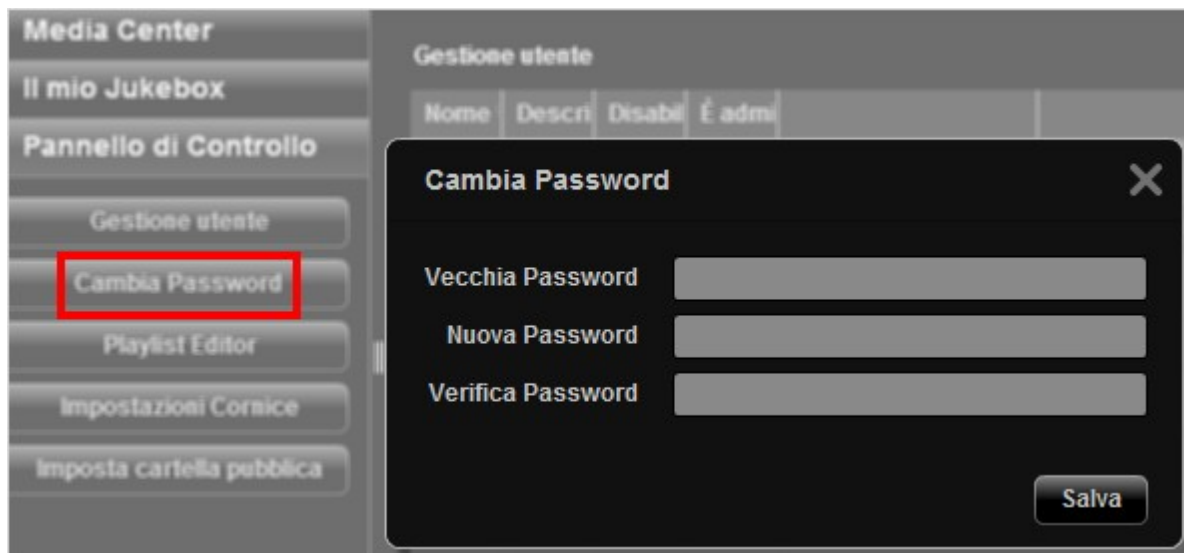 Media Center
Il mio Jukebox
Pannello di Controllo
Gestione utente
Cambia Password
Playlist Editor
Impostazioni Cornice
Imposta cartella pubblica
Gestione utente
Nome Descri Disabil É admi
Cambia Password
Vecchia Password
Nuova Password
Verifica Password
Salva